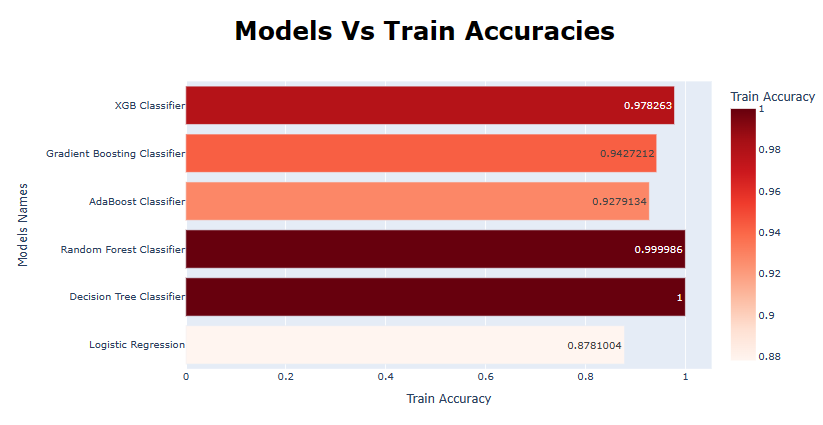 Models Vs Train Accuracies
Models Names
XGB Classifier
0.978263
Gradient Boosting Classifier
0.9427212
AdaBoost Classifier
0.9279134
Random Forest Classifier
0.999986
Decision Tree Classifier
1
Logistic Regression
0.8781004
0
0.2
0.4
0.6
0.8
1
Train Accuracy
Train Accuracy
1
0.98
0.96
0.94
0.92
0.9
0.88